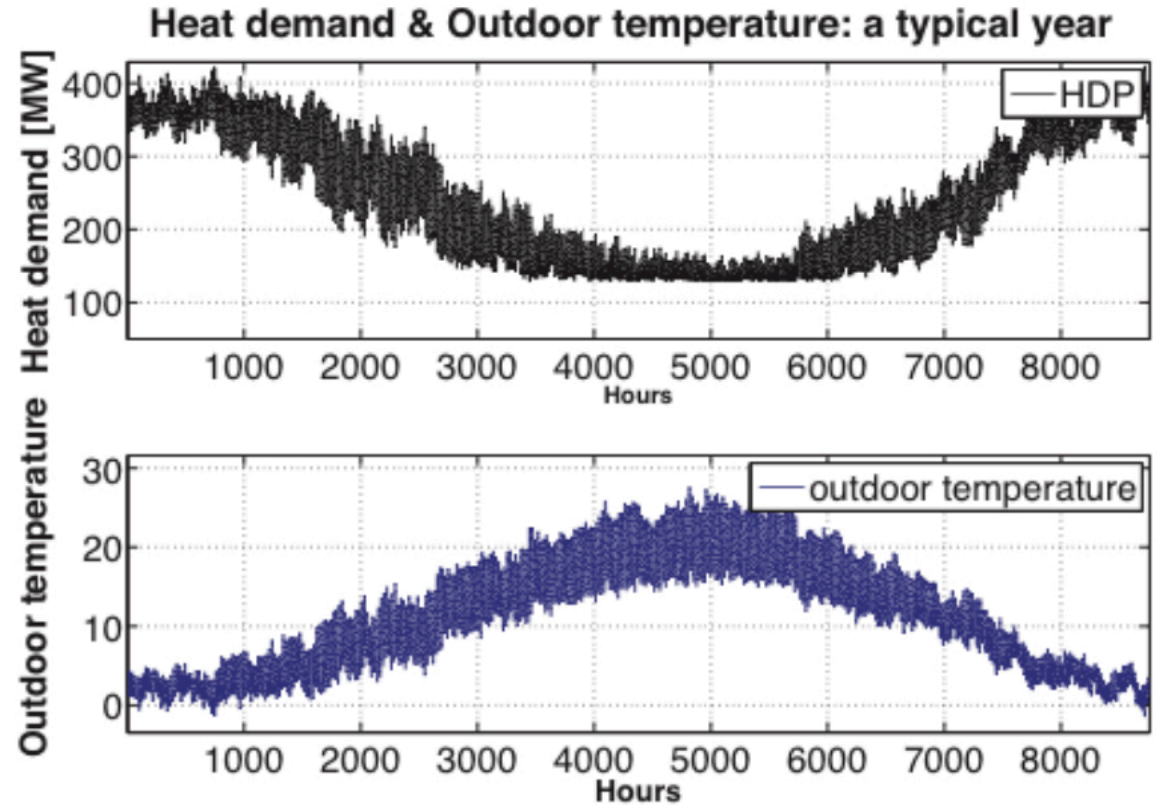 Heat demand & Outdoor temperature: a typical year
Heat demand [MW]
400
300
200
100
HDP
1000 2000 3000 4000 5000 6000 7000 8000
Hours
Outdoor temperature
30
20
10
0
outdoor temperature
1000 2000 3000 4000 5000 6000 7000 8000
Hours